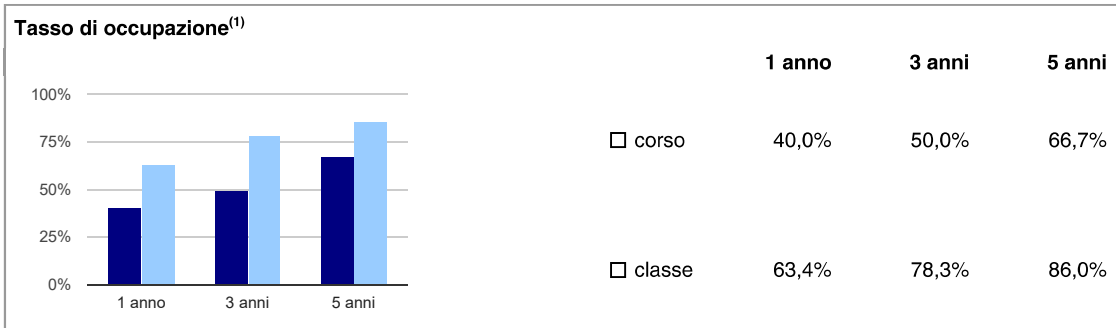 Tasso di occupazione(1)
1 anno 3 anni 5 anni
100%
75%
50%
25%
0%
1 anno 3 anni 5 anni
corso 40,0% 50,0% 66,7%
classe 63,4% 78,3% 86,0%